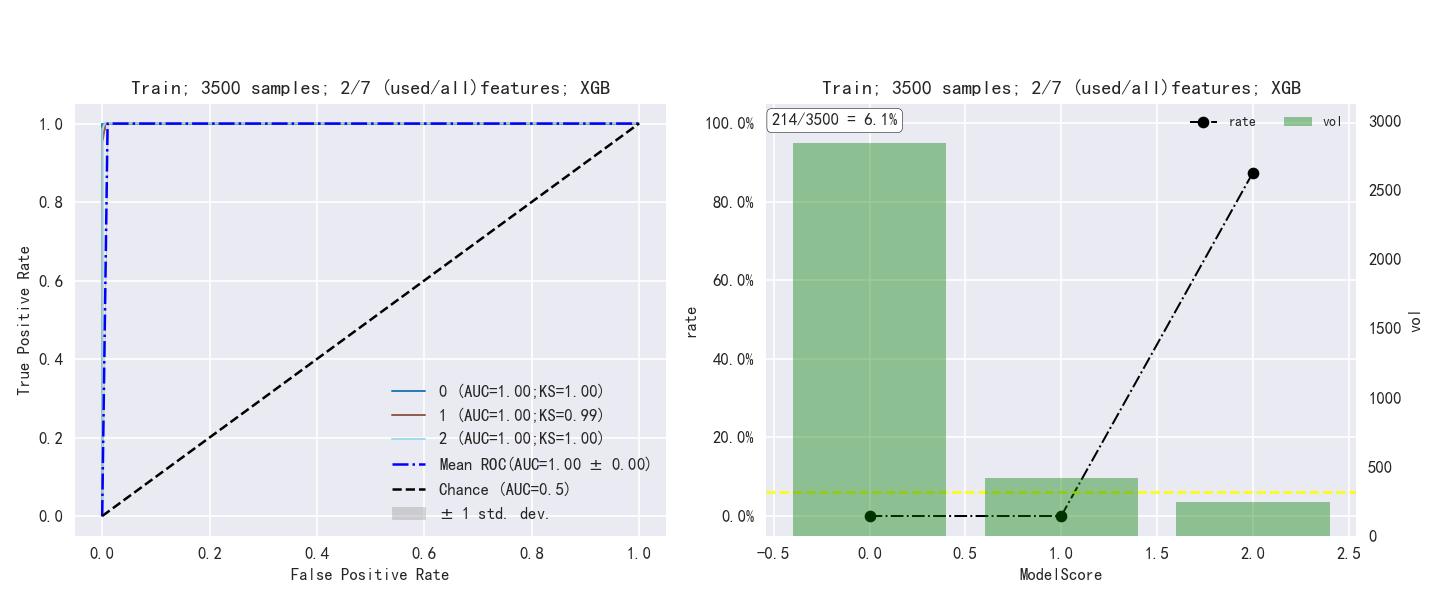 Train; 3500 samples; 2/7 (used/all)features; XGB
True Positive Rate
1.0
0.8
0.6
0.4
0.2
0.0
0 (AUC=1.00;KS=1.00)
1 (AUC=1.00;KS=0.99)
2 (AUC=1.00;KS=1.00)
Mean ROC(AUC=1.00 ± 0.00)
Chance (AUC=0.5)
± 1 std. dev.
0.0 0.2 0.4 0.6 0.8 1.0
False Positive Rate
Train; 3500 samples; 2/7 (used/all)features; XGB
rate
100.0%
80.0%
60.0%
40.0%
20.0%
0.0%
214/3500 = 6.1%
rate vol
3000
2500
2000
1500
1000
500
0
vol
-0.5 0.0 0.5 1.0 1.5 2.0 2.5
ModelScore